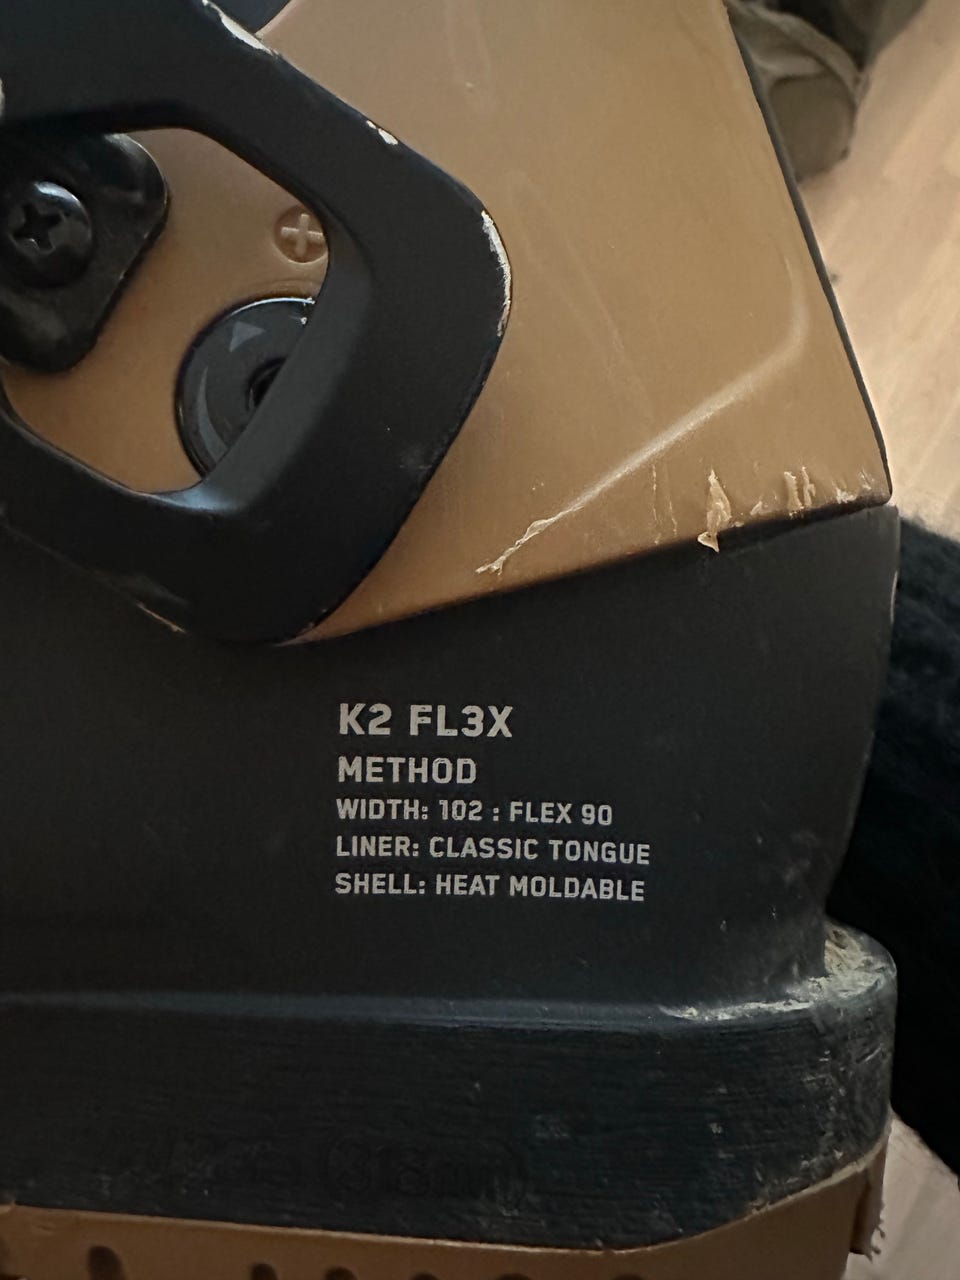 K2 FL3X
METHOD
WIDTH: 102 : FLEX 90
LINER: CLASSIC TONGUE
SHELL: HEAT MOLDABLE